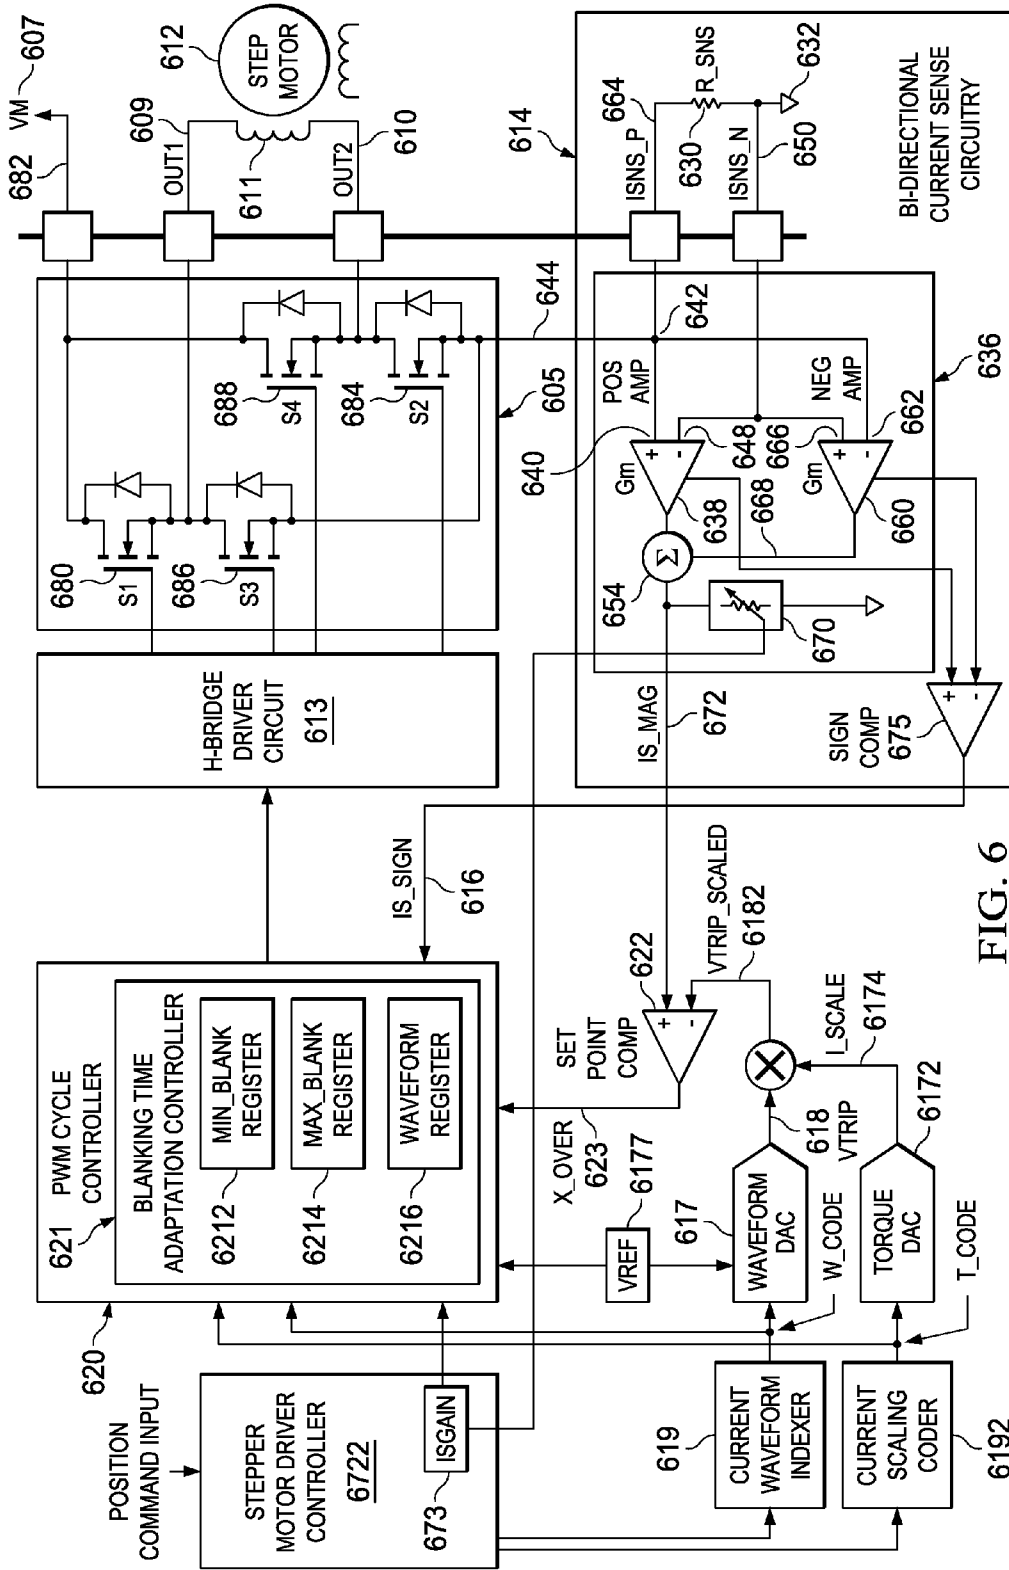 POSITION
COMMAND INPUT
STEPPER
MOTOR DRIVER
CONTROLLER
6722
ISGAIN
673
620
PWM CYCLE
CONTROLLER
621
BLANKING TIME
ADAPTATION CONTROLLER
MIN_BLANK
REGISTER
6212
MAX_BLANK
REGISTER
6214
WAVEFORM
REGISTER
6216
H-BRIDGE
DRIVER
CIRCUIT
613
680
S1
686
S3
688
S4
684
S2
605
682
VM
607
OUT1
609
611
OUT2
610
612
STEP
MOTOR
644
IS_SIGN
616
X_OVER
623
SET
POINT
COMP
622
VTRIP_SCALED
6182
I_SCALE
6174
VREF
6177
617
WAVEFORM
DAC
618
VTRIP
TORQUE
DAC
6172
W_CODE
T_CODE
619
CURRENT
WAVEFORM
INDEXER
CURRENT
SCALING
CODER
6192
IS_MAG
672
614
ISNS_P
664
630
R_SNS
ISNS_N
650
632
BI-DIRECTIONAL
CURRENT SENSE
CIRCUITRY
642
636
POS
AMP
NEG
AMP
640
Gm
+
-
648
638
666
Gm
+
-
662
660
668
654
Σ
670
SIGN
COMP
675
+
-
+
-
FIG. 6